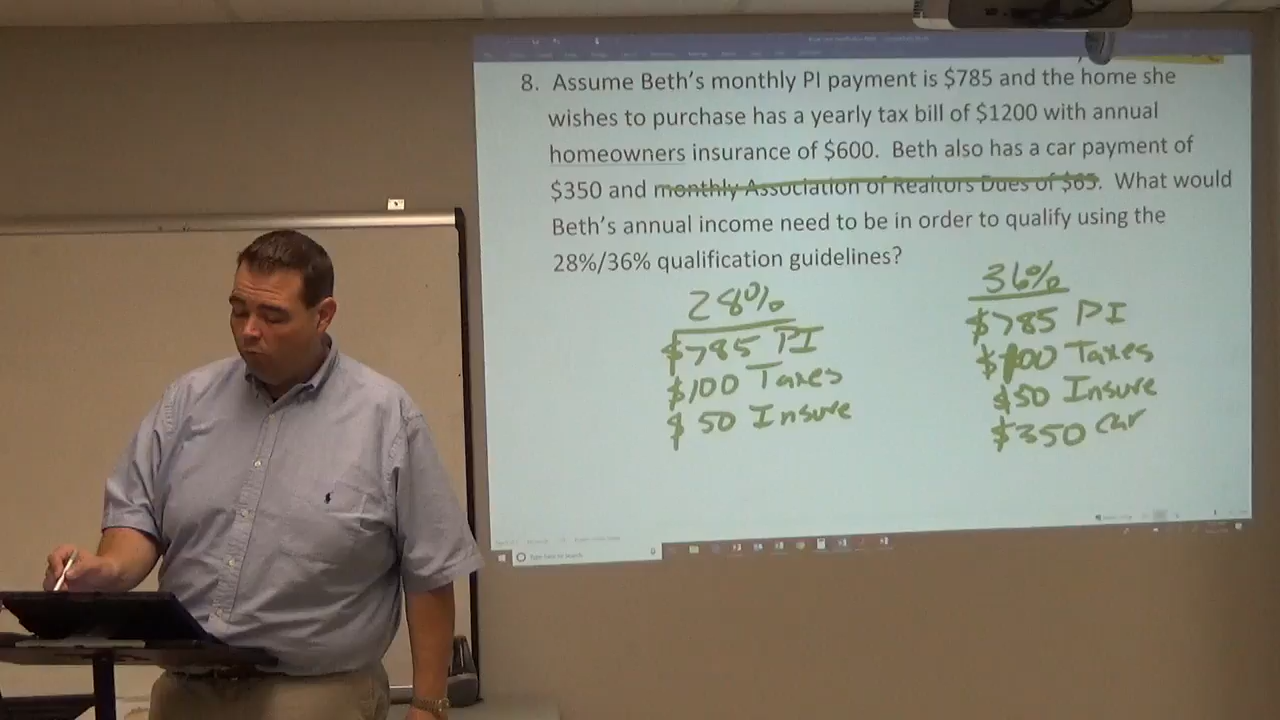 8. Assume Beth's monthly PI payment is $785 and the home she
wishes to purchase has a yearly tax bill of $1200 with annual
homeowners insurance of $600. Beth also has a car payment of
$350 and monthly Association of Realtors Dues of $65. What would
Beth's annual income need to be in order to qualify using the
28%/36% qualification guidelines?
28%
$785 PI
$100 Taxes
$50 Insure
36%
$785 PI
$100 Taxes
$50 Insure
$350 Car
Type here to search